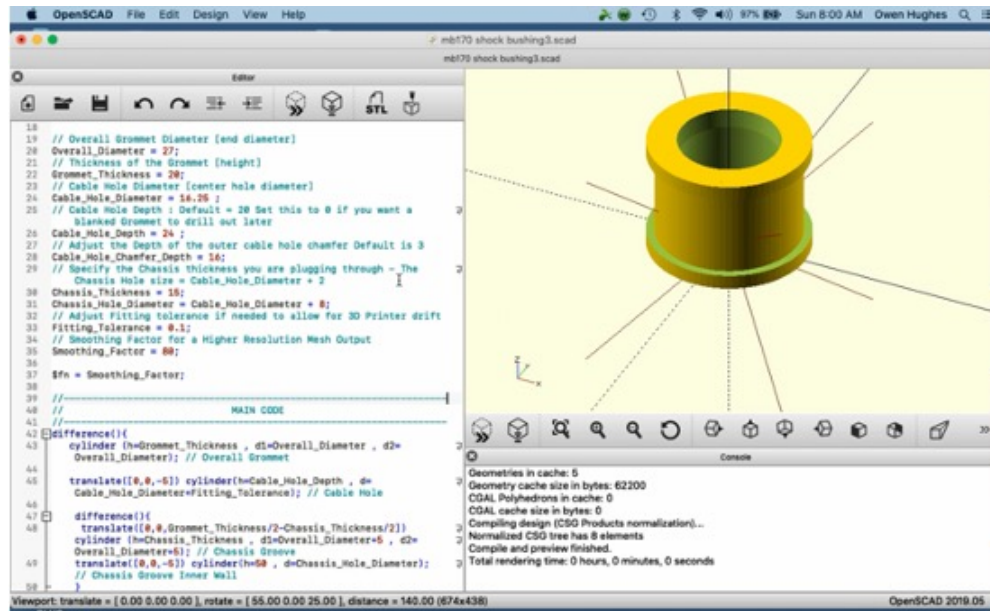 OpenSCAD File Edit Design View Help 97% Sun 8:00 AM Owen Hughes
mb170 shock bushing3.scad
mb170 shock bushing3.scad
Editor
STL
18
19 // Overall Grommet Diameter [end diameter]
20 Overall_Diameter = 27;
21 // Thickness of the Grommet [height]
22 Grommet_Thickness = 20;
23 // Cable Hole Diameter [center hole diameter]
24 Cable_Hole_Diameter = 16.25 ;
25 // Cable Hole Depth : Default = 20 Set this to 0 if you want a
blanked Grommet to drill out later
26 Cable_Hole_Depth = 24 ;
27 // Adjust the Depth of the outer cable hole chamfer Default is 3
28 Cable_Hole_Chamfer_Depth = 16;
29 // Specify the Chassis thickness you are plugging through - The
Chassis Hole size = Cable_Hole_Diameter + 2
30 Chassis_Thickness = 15;
31 Chassis_Hole_Diameter = Cable_Hole_Diameter + 8;
32 // Adjust Fitting tolerance if needed to allow for 3D Printer drift
33 Fitting_Tolerance = 0.1;
34 // Smoothing Factor for a Higher Resolution Mesh Output
35 Smoothing_Factor = 80;
36
37 $fn = Smoothing_Factor;
38
39 //
40 // MAIN CODE
41 //
42 difference(){
43 cylinder (h=Grommet_Thickness , d1=Overall_Diameter , d2=
Overall_Diameter); // Overall Grommet
44
45 translate([0,0,-5]) cylinder(h=Cable_Hole_Depth , d=
Cable_Hole_Diameter+Fitting_Tolerance); // Cable Hole
46
47 difference(){
48 translate([0,0,Grommet_Thickness/2-Chassis_Thickness/2])
cylinder (h=Chassis_Thickness , d1=Overall_Diameter+5 , d2=
Overall_Diameter+5); // Chassis Groove
49 translate([0,0,-5]) cylinder(h=50 , d=Chassis_Hole_Diameter);
// Chassis Groove Inner Wall
50 }
Z
Y
X
Console
Geometries in cache: 5
Geometry cache size in bytes: 62200
CGAL Polyhedrons in cache: 0
CGAL cache size in bytes: 0
Compiling design (CSG Products normalization)...
Normalized CSG tree has 8 elements
Compile and preview finished.
Total rendering time: 0 hours, 0 minutes, 0 seconds
Viewport: translate = [ 0.00 0.00 0.00 ], rotate = [ 55.00 0.00 25.00 ], distance = 140.00 (674x438) OpenSCAD 2019.05